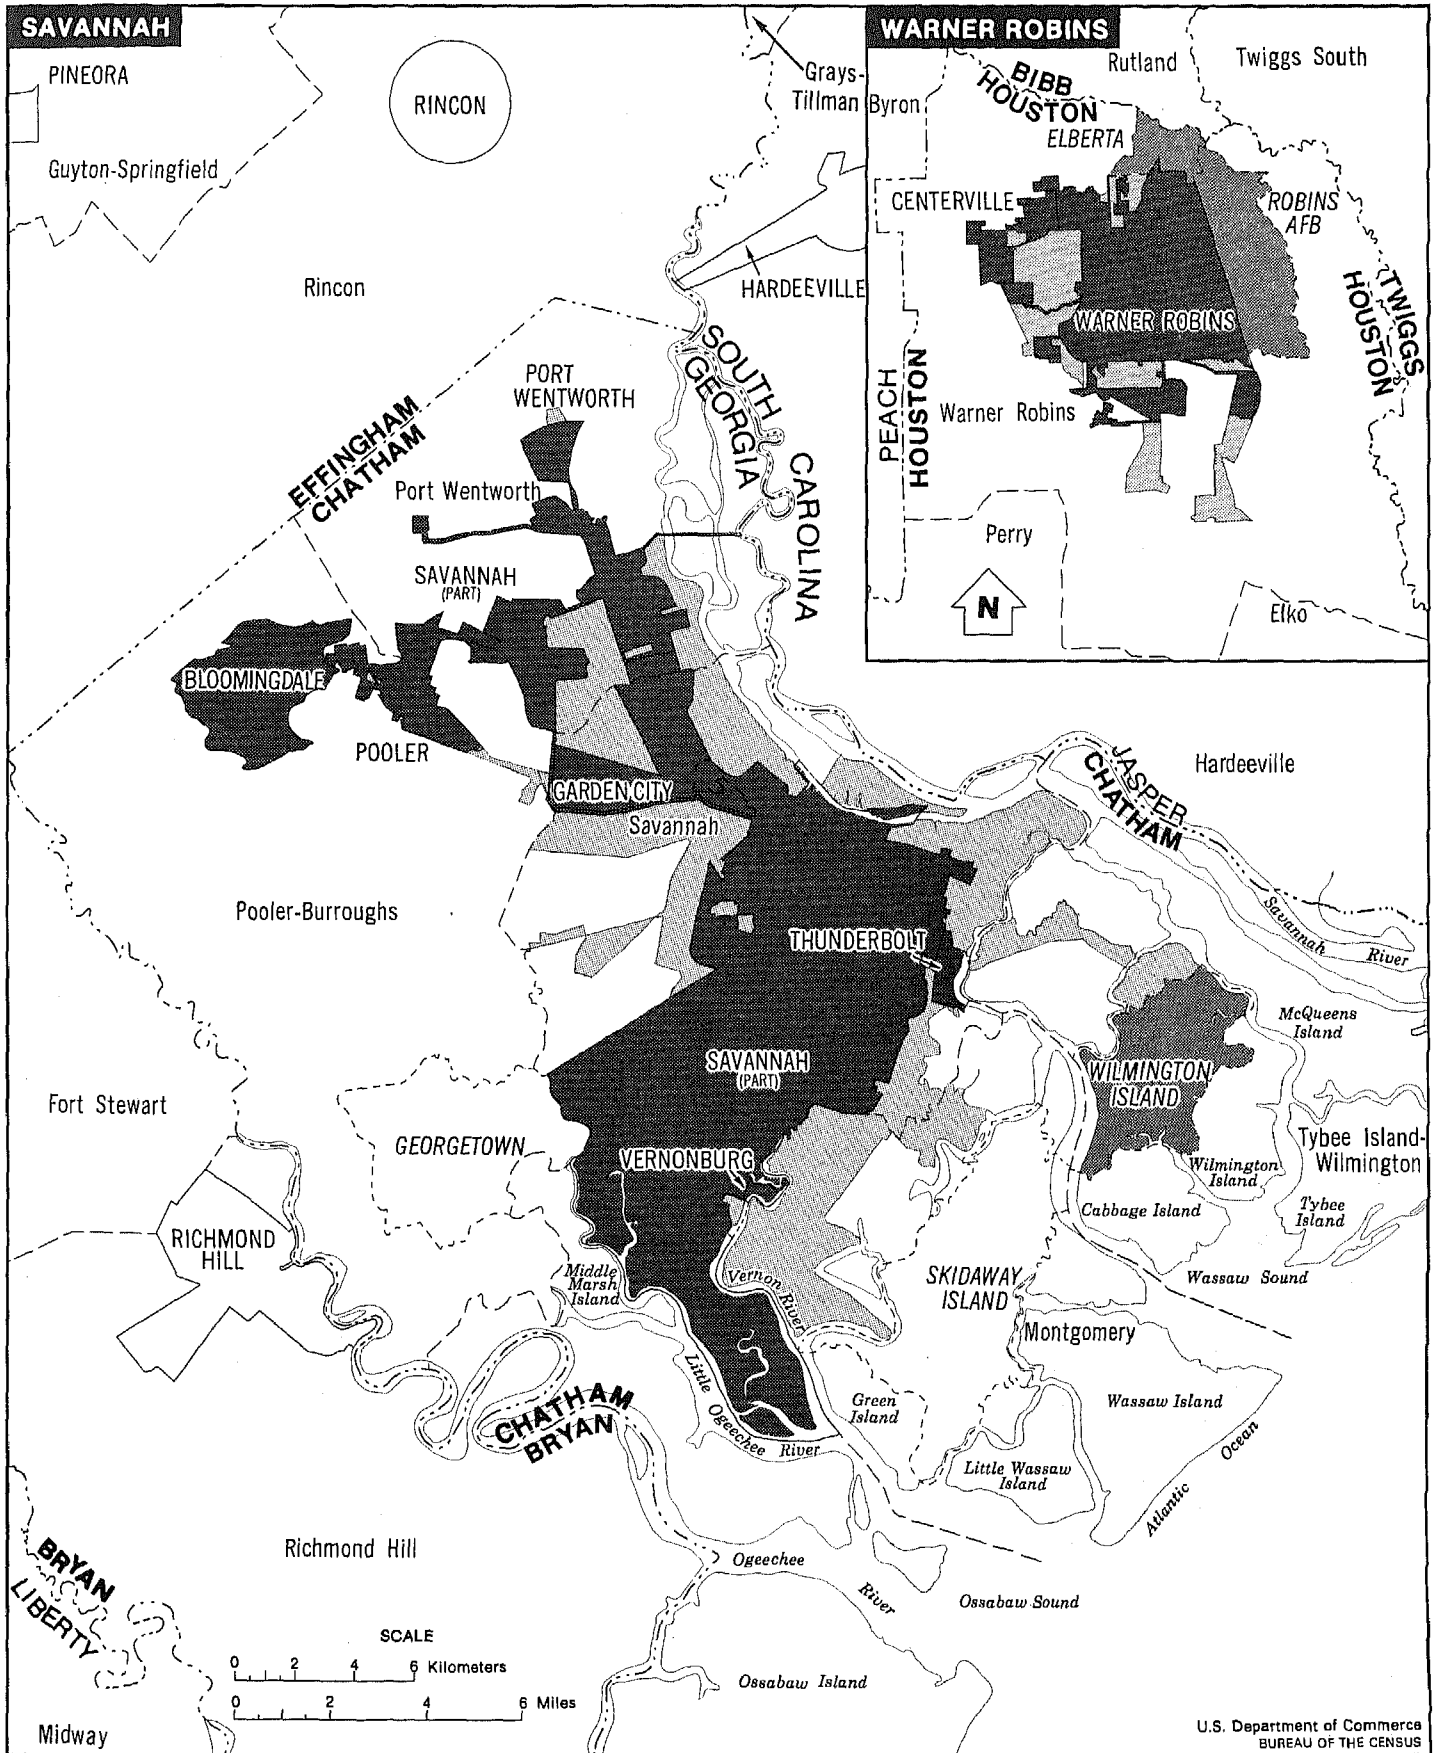 SAVANNAH
PINEORA
Guyton-Springfield
RINCON
Grays-
Tillman
Rincon
HARDEEVILLE
WARNER ROBINS
Rutland
Twiggs South
Byron
BIBB
HOUSTON
ELBERTA
CENTERVILLE
ROBINS
AFB
TWIGGS
HOUSTON
WARNER ROBINS
PEACH
HOUSTON
Warner Robins
Perry
N
Elko
SOUTH
CAROLINA
GEORGIA
PORT
WENTWORTH
EFFINGHAM
CHATHAM
Port Wentworth
SAVANNAH
(PART)
BLOOMINGDALE
POOLER
GARDEN CITY
Savannah
Hardeeville
JASPER
CHATHAM
Pooler-Burroughs
THUNDERBOLT
Savannah
River
McQueens
Island
SAVANNAH
(PART)
WILMINGTON
ISLAND
Fort Stewart
GEORGETOWN
VERNONBURG
Tybee Island-
Wilmington
Wilmington
Island
Cabbage Island
Tybee
Island
RICHMOND
HILL
Middle
Marsh
Island
Vernon River
SKIDAWAY
ISLAND
Wassaw Sound
Montgomery
Little Ogeechee River
Green
Island
Wassaw Island
CHATHAM
BRYAN
Little Wassaw
Island
Atlantic Ocean
Richmond Hill
Ogeechee
River
Ossabaw Sound
BRYAN
LIBERTY
SCALE
0 2 4 6 Kilometers
0 2 4 6 Miles
Ossabaw Island
Midway
U.S. Department of Commerce
BUREAU OF THE CENSUS